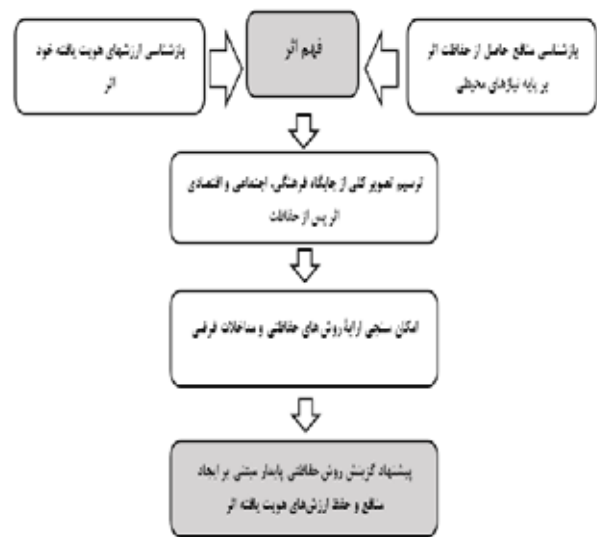 بازشناسی منافع حاصل از حفاظت اثر
بر پایه نیازهای محیطی
فهم اثر
بازشناسی ارزشهای هویت یافته خود
اثر
ترسیم تصویر کلی از جایگاه فرهنگی، اجتماعی و اقتصادی
اثر پس از حفاظت
امکان سنجی ارایۀ روش های حفاظتی و مداخلات فرضی
پیشنهاد گزینش روش حفاظتی پایدار مبتنی بر ایجاد
منافع و حفظ ارزش‌های هویت یافته اثر